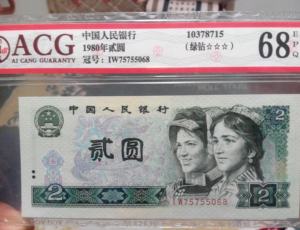 ACG
AI CANG GUARANTY
中国人民银行
1980年贰圆
冠号：IW75755068
10378715
（绿钻☆☆☆）
68
E
P
Q
中国人民银行
2
贰圆
2
IW75755068
2